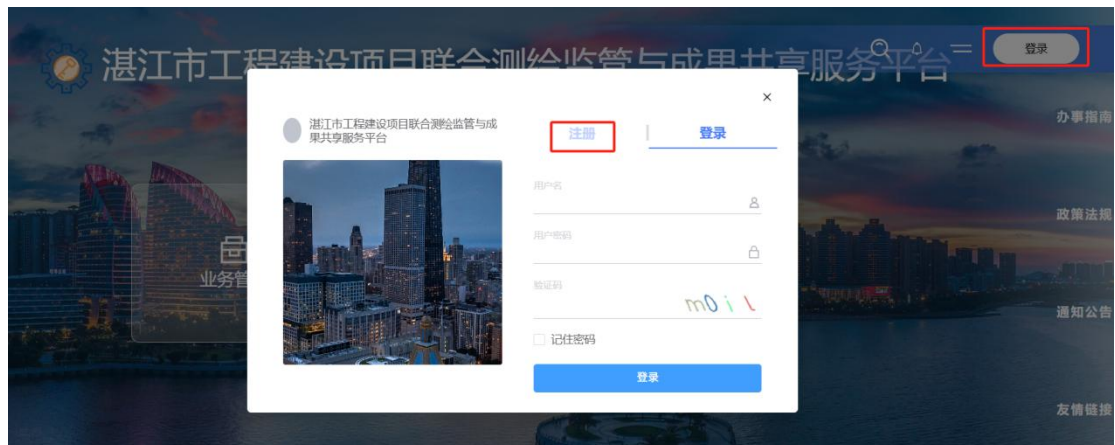 湛江市工程建设项目联合测绘监管与成果共享服务平台
登录
×
湛江市工程建设项目联合测绘监管与成
果共享服务平台
注册
登录
用户名
用户密码
验证码
m0il
记住密码
登录
业务管
办事指南
政策法规
通知公告
友情链接